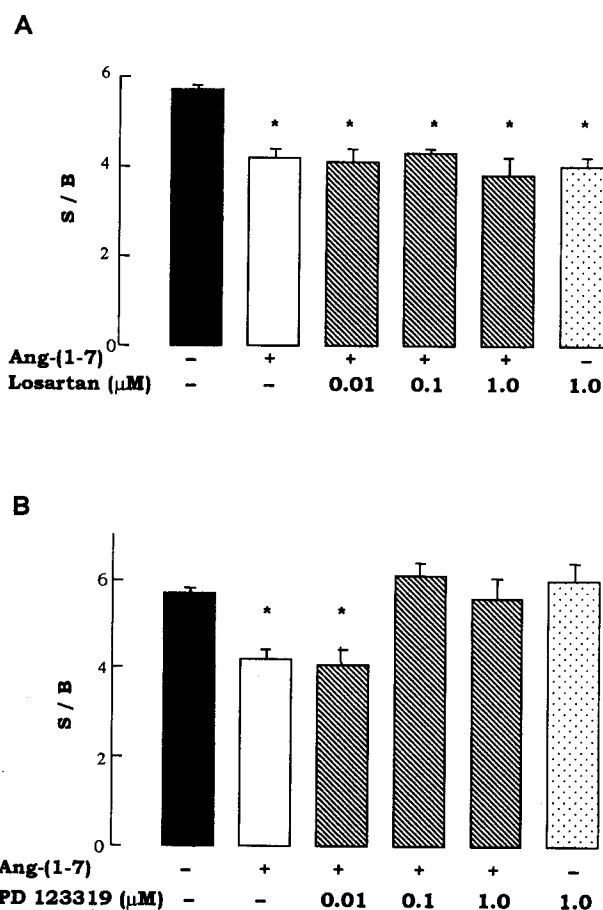 A
6
4
2
0
S / B
* * * * *
Ang-(1-7) – + + + + –
Losartan (μM) – – 0.01 0.1 1.0 1.0
B
6
4
2
0
S / B
* *
Ang-(1-7) – + + + + –
PD 123319 (μM) – – 0.01 0.1 1.0 1.0